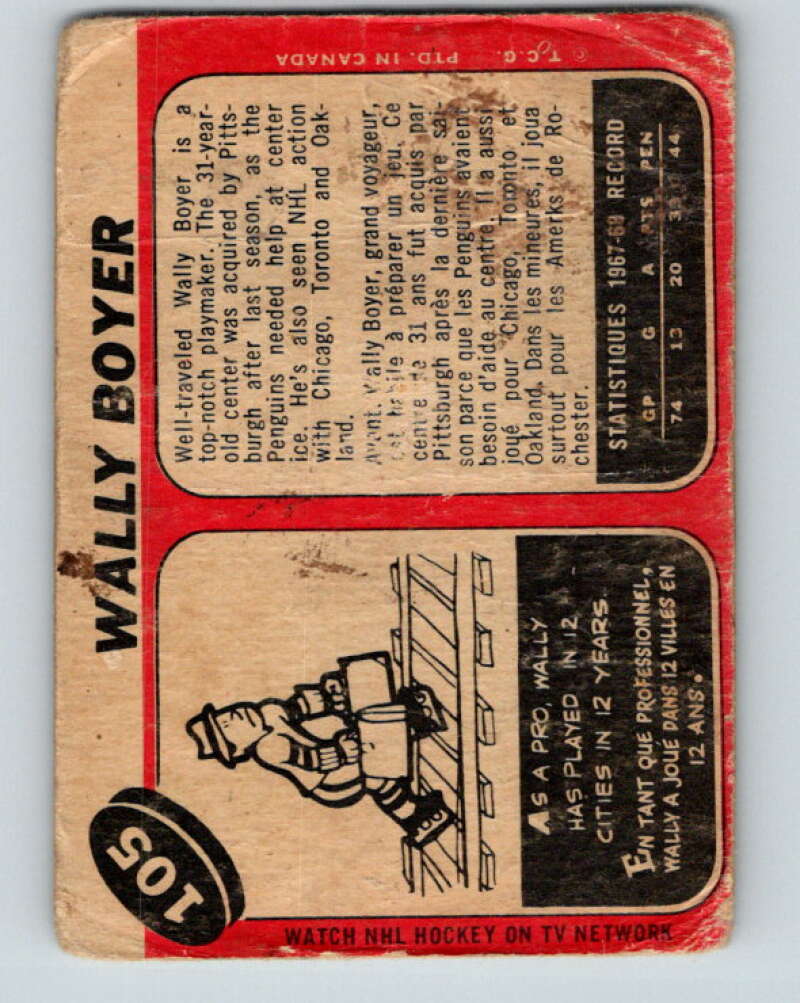 WALLY BOYER
105
As A PRO, WALLY
HAS PLAYED IN 12
CITIES IN 12 YEARS.
EN TANT QUE PROFESSIONNEL,
WALLY A JOUÉ DANS 12 VILLES EN
12 ANS.
WATCH NHL HOCKEY ON TV NETWORK
Well-traveled Wally Boyer is a
top-notch playmaker. The 31-year-
old center was acquired by Pitts-
burgh after last season, as the
Penguins needed help at center
ice. He's also seen NHL action
with Chicago, Toronto and Oak-
land.
Avant. Wally Boyer, grand voyageur,
est habile à préparer un jeu. Ce
centre de 31 ans fut acquis par
Pittsburgh après la dernière sai-
son parce que les Penguins avaient
besoin d'aide au centre. Il a aussi
joué pour Chicago, Toronto et
Oakland. Dans les mineures, il joua
surtout pour les Amerks de Ro-
chester.
STATISTIQUES 1967-68 RECORD
GP G A PTS PEN
74 13 20 33 44
© T.C.G. PTD. IN CANADA